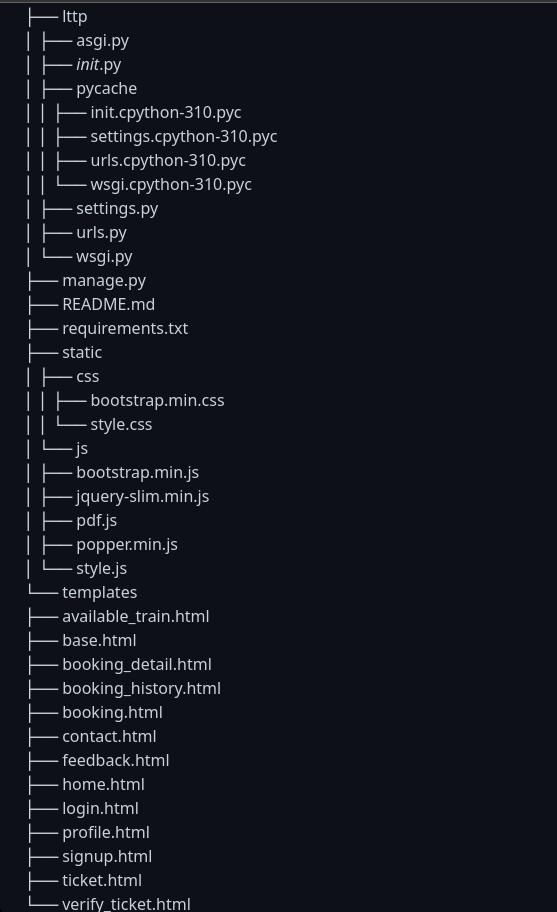 ├── lttp
│ ├── asgi.py
│ ├── init.py
│ ├── pycache
│ │ ├── init.cpython-310.pyc
│ │ ├── settings.cpython-310.pyc
│ │ ├── urls.cpython-310.pyc
│ │ └── wsgi.cpython-310.pyc
│ ├── settings.py
│ ├── urls.py
│ └── wsgi.py
├── manage.py
├── README.md
├── requirements.txt
├── static
│ ├── css
│ │ ├── bootstrap.min.css
│ │ └── style.css
│ └── js
│ ├── bootstrap.min.js
│ ├── jquery-slim.min.js
│ ├── pdf.js
│ ├── popper.min.js
│ └── style.js
└── templates
├── available_train.html
├── base.html
├── booking_detail.html
├── booking_history.html
├── booking.html
├── contact.html
├── feedback.html
├── home.html
├── login.html
├── profile.html
├── signup.html
├── ticket.html
└── verify_ticket.html